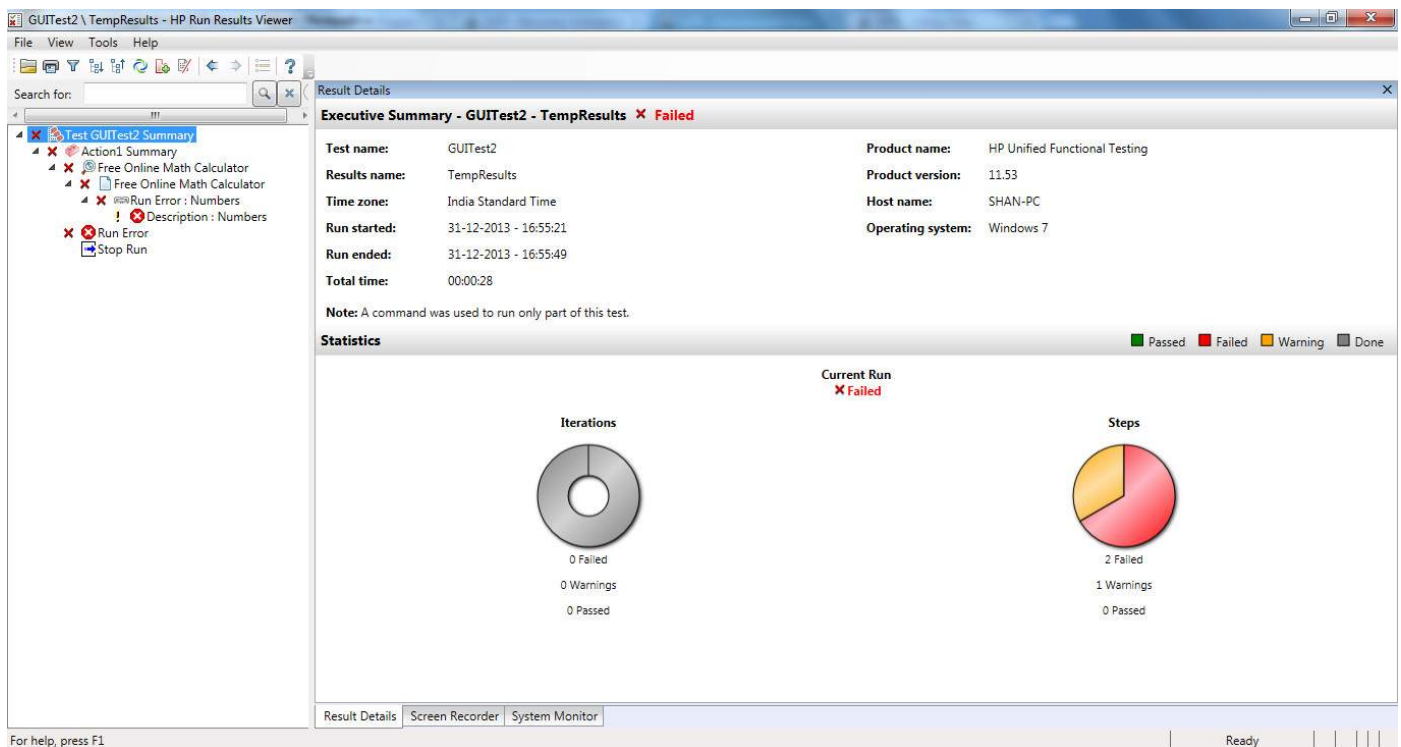 GUITest2 \ TempResults - HP Run Results Viewer
File View Tools Help
Search for:
Test GUITest2 Summary
Action1 Summary
Free Online Math Calculator
Free Online Math Calculator
Run Error : Numbers
Description : Numbers
Run Error
Stop Run
Result Details
Executive Summary - GUITest2 - TempResults Failed
Test name: GUITest2 Product name: HP Unified Functional Testing
Results name: TempResults Product version: 11.53
Time zone: India Standard Time Host name: SHAN-PC
Run started: 31-12-2013 - 16:55:21 Operating system: Windows 7
Run ended: 31-12-2013 - 16:55:49
Total time: 00:00:28
Note: A command was used to run only part of this test.
Statistics Passed Failed Warning Done
Current Run
Failed
Iterations Steps
0 Failed 2 Failed
0 Warnings 1 Warnings
0 Passed 0 Passed
Result Details Screen Recorder System Monitor
For help, press F1 Ready